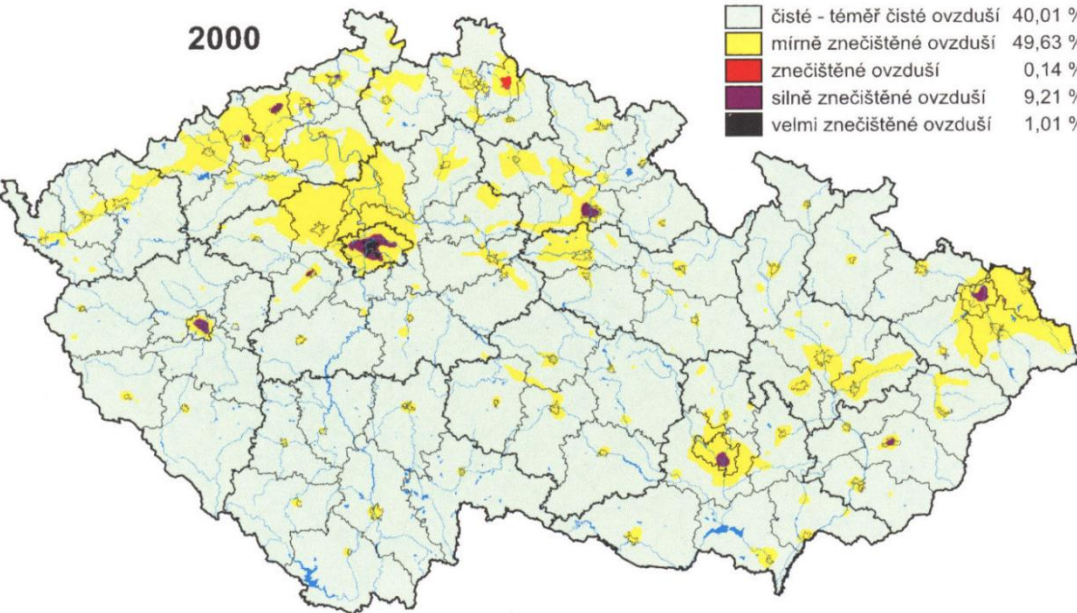 2000
čisté - téměř čisté ovzduší 40,01 %
mírně znečištěné ovzduší 49,63 %
znečištěné ovzduší 0,14 %
silně znečištěné ovzduší 9,21 %
velmi znečištěné ovzduší 1,01 %